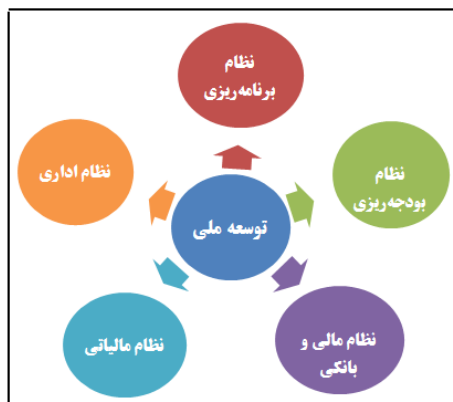 نظام
برنامه‌ریزی
نظام اداری
نظام
بودجه‌ریزی
توسعه ملی
نظام مالیاتی
نظام مالی و
بانکی